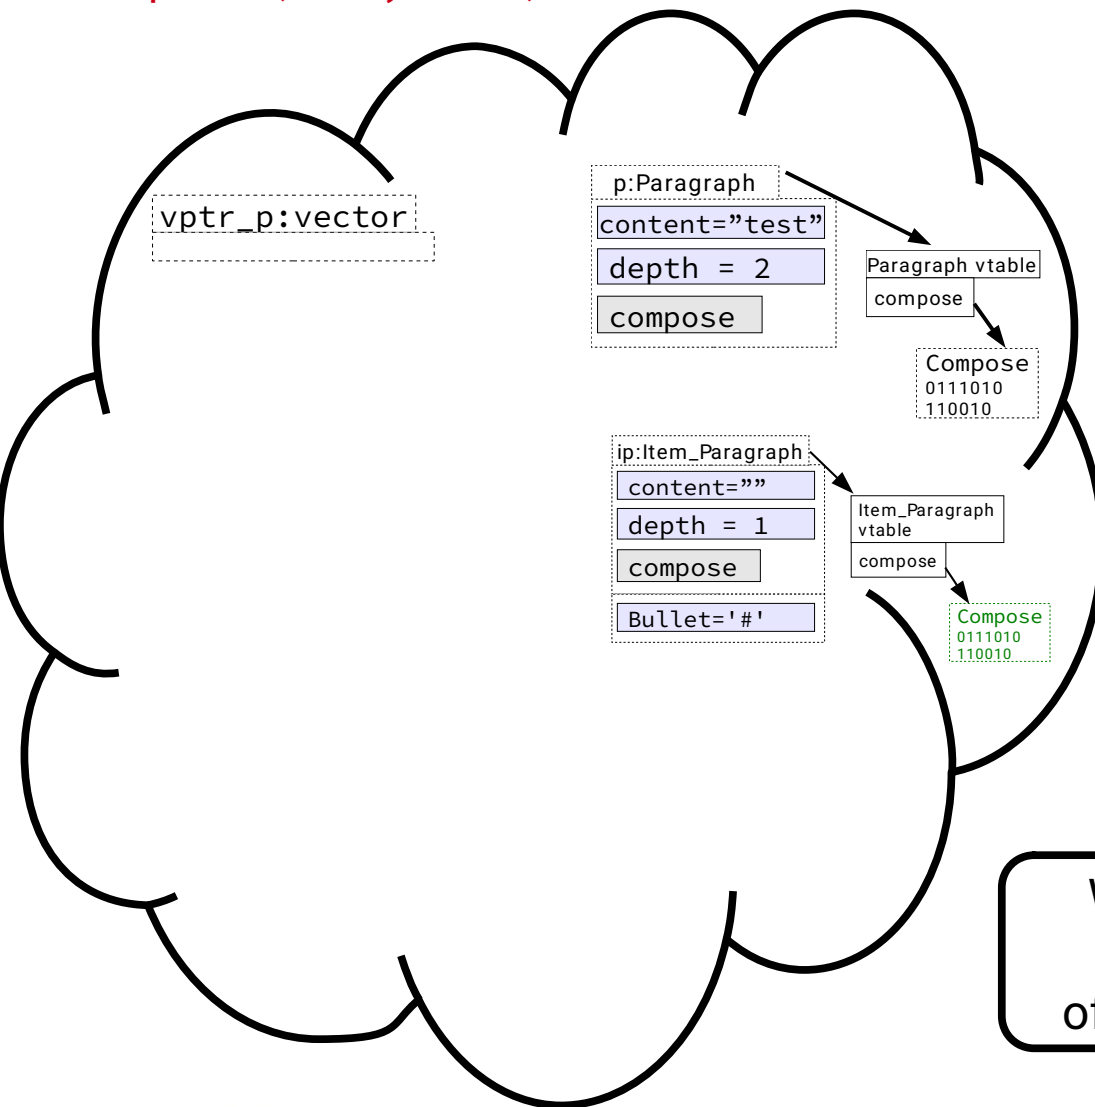 vptr_p:vector
p:Paragraph
content=”test”
depth = 2
compose
Paragraph vtable
compose
Compose
0111010
110010
ip:Item_Paragraph
content=””
depth = 1
compose
Bullet='#'
Item_Paragraph
vtable
compose
Compose
0111010
110010